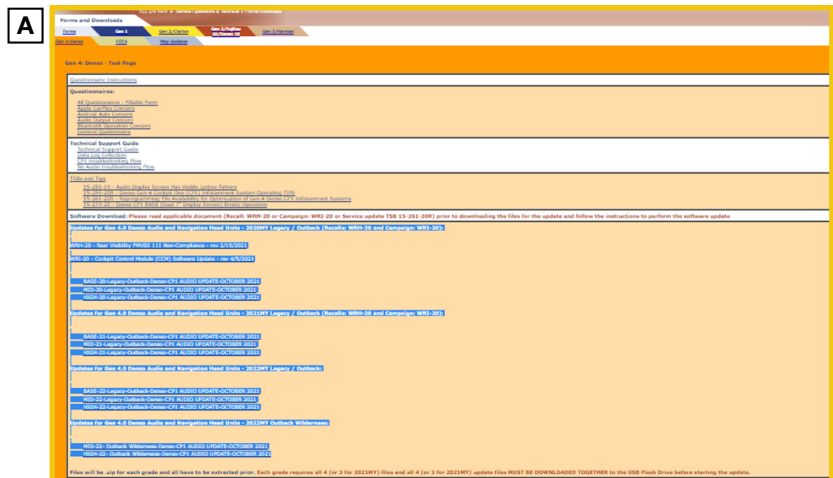 A
Forms and Downloads
Forms
Gen 1
Gen 2/Clarion
Gen 3/Harman
Gen 4/Denso
COTA
Map Updates
Gen 4: Denso - Test Page
Questionnaire Instructions
Questionnaires:
All Questionnaires - Fillable Form
Apple CarPlay Concern
Android Auto Concern
Audio Output Concern
Bluetooth Operation Concern
General Questionnaire
Technical Support Guide
Technical Support Guide
Data Log Collection
CP1 Troubleshooting Flow
No Audio Troubleshooting Flow
TSBs and Tips
15-262-19 - Audio Display Screen Has Visible Lattice Pattern
15-259-20R - Denso Gen 4 Cockpit One (CP1) Infotainment System Operating TIPS
15-261-20R - Reprogramming File Availability for Optimization of Gen 4 Denso CP1 Infotainment Systems
15-273-20 - Denso CP1 BASE (Dual 7" Display Screen) Erratic Operation
Software Download: Please read applicable document (Recall: WRH-20 or Campaign: WRI-20 or Service update TSB 15-261-20R) prior to downloading the files for the update and follow the instructions to perform the software update
Updates for Gen 4.0 Denso Audio and Navigation Head Units - 2020MY Legacy / Outback (Recalls: WRH-20 and Campaign: WRI-20):
WRH-20 - Rear Visibility FMVSS 111 Non-Compliance - rev 2/15/2021
WRI-20 - Cockpit Control Module (CCM) Software Update - rev 4/5/2021
BASE-20-Legacy-Outback-Denso-CP1 AUDIO UPDATE-OCTOBER 2021
MID-20-Legacy-Outback-Denso-CP1 AUDIO UPDATE-OCTOBER 2021
HIGH-20-Legacy-Outback-Denso-CP1 AUDIO UPDATE-OCTOBER 2021
Updates for Gen 4.0 Denso Audio and Navigation Head Units - 2021MY Legacy / Outback (Recalls: WRH-20 and Campaign: WRI-20):
BASE-21-Legacy-Outback-Denso-CP1 AUDIO UPDATE-OCTOBER 2021
MID-21-Legacy-Outback-Denso-CP1 AUDIO UPDATE-OCTOBER 2021
HIGH-21-Legacy-Outback-Denso-CP1 AUDIO UPDATE-OCTOBER 2021
Updates for Gen 4.0 Denso Audio and Navigation Head Units - 2022MY Legacy / Outback:
BASE-22-Legacy-Outback-Denso-CP1 AUDIO UPDATE-OCTOBER 2021
MID-22-Legacy-Outback-Denso-CP1 AUDIO UPDATE-OCTOBER 2021
HIGH-22-Legacy-Outback-Denso-CP1 AUDIO UPDATE-OCTOBER 2021
Updates for Gen 4.0 Denso Audio and Navigation Head Units - 2022MY Outback Wilderness:
MID-22- Outback Wilderness-Denso-CP1 AUDIO UPDATE-OCTOBER 2021
HIGH-22- Outback Wilderness-Denso-CP1 AUDIO UPDATE-OCTOBER 2021
Files will be .zip for each grade and all have to be extracted prior. Each grade requires all 4 (or 3 for 2021MY) files and all 4 (or 3 for 2021MY) update files MUST BE DOWNLOADED TOGETHER to the USB Flash Drive before starting the update.